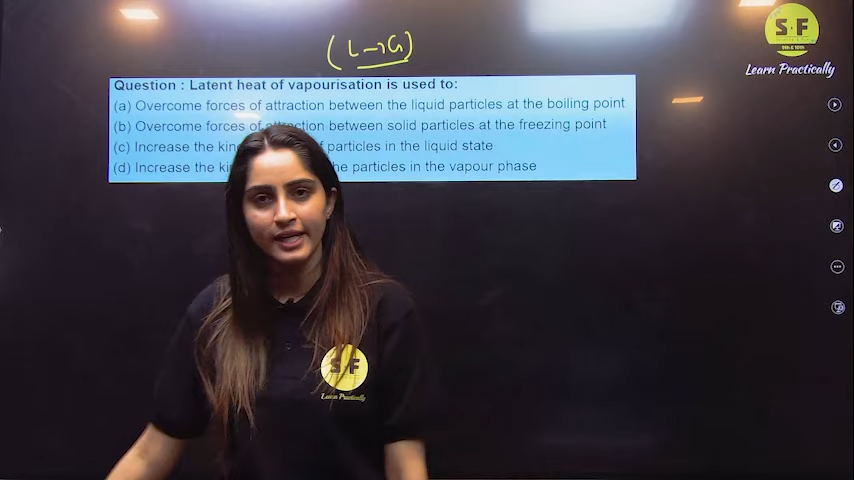 (L→G)
Question : Latent heat of vapourisation is used to:
(a) Overcome forces of attraction between the liquid particles at the boiling point
(b) Overcome forces of attraction between solid particles at the freezing point
(c) Increase the kin of particles in the liquid state
(d) Increase the ki he particles in the vapour phase
S F
9th & 10th
Learn Practically
S F
Learn Practically